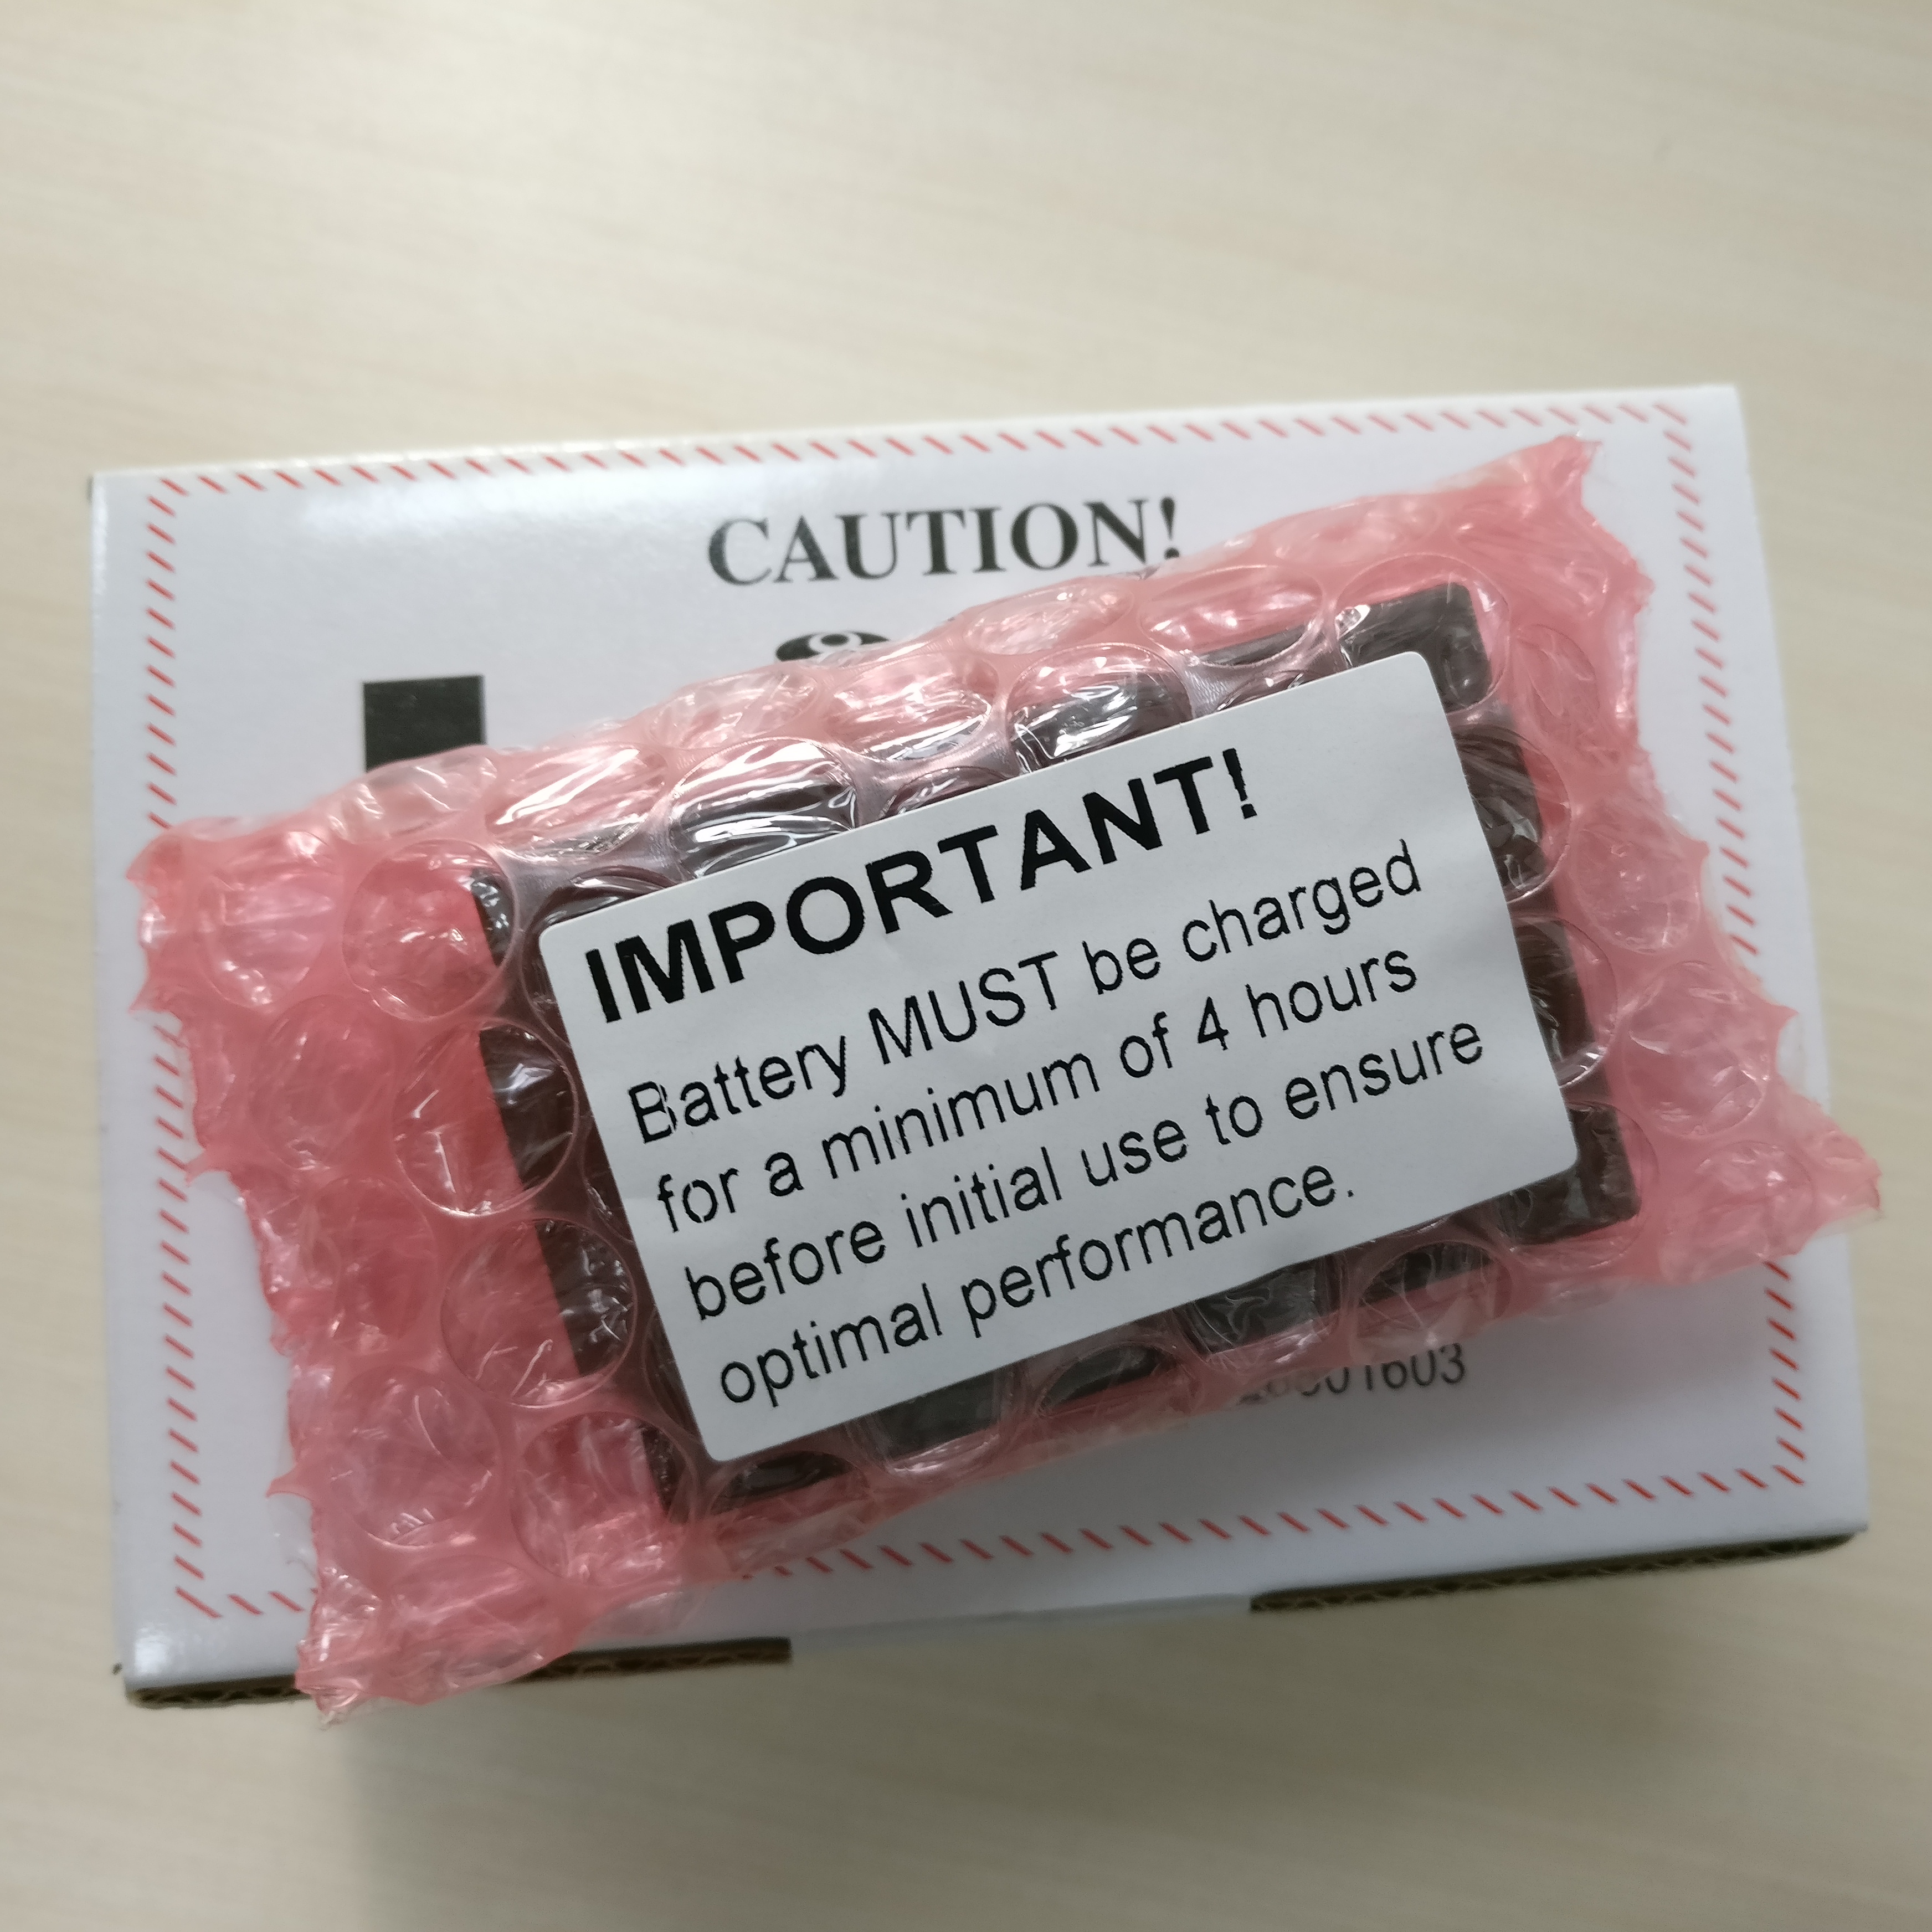 CAUTION!
IMPORTANT!
Battery MUST be charged
for a minimum of 4 hours
before initial use to ensure
optimal performance.